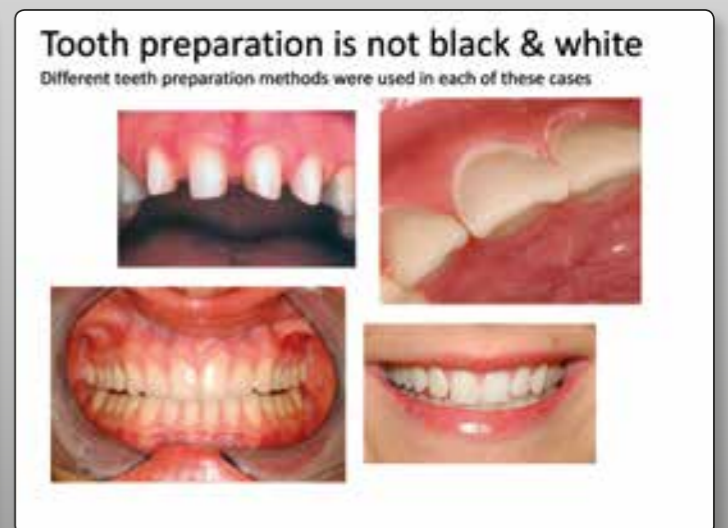 Tooth preparation is not black & white
Different teeth preparation methods were used in each of these cases